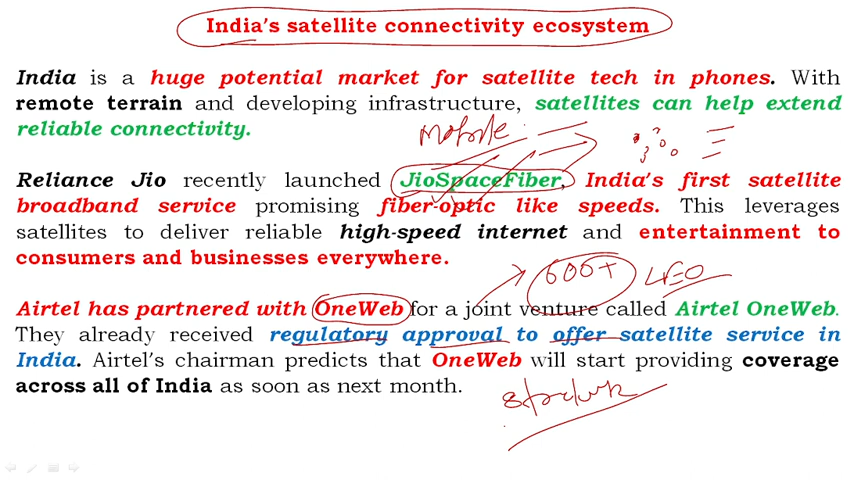 India's satellite connectivity ecosystem
India is a huge potential market for satellite tech in phones. With
remote terrain and developing infrastructure, satellites can help extend
reliable connectivity.
mobile
Reliance Jio recently launched JioSpaceFiber, India's first satellite
broadband service promising fiber-optic like speeds. This leverages
satellites to deliver reliable high-speed internet and entertainment to
consumers and businesses everywhere.
600+ LEO
Airtel has partnered with OneWeb for a joint venture called Airtel OneWeb.
They already received regulatory approval to offer satellite service in
India. Airtel's chairman predicts that OneWeb will start providing coverage
across all of India as soon as next month.